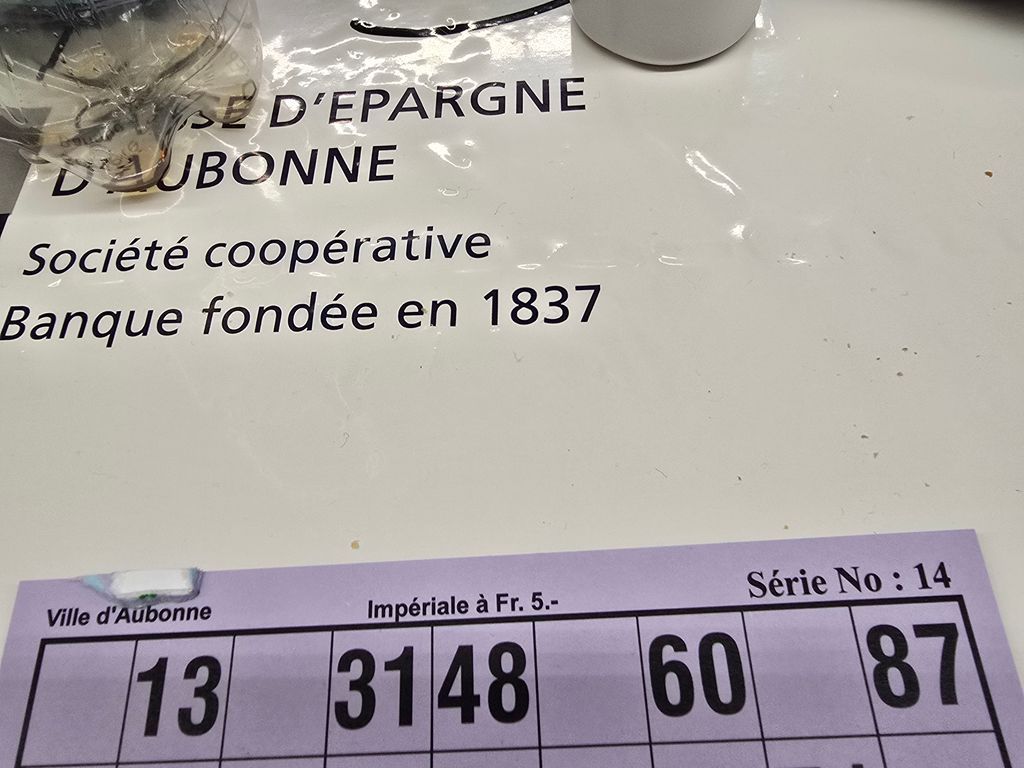 D'EPARGNE
D'AUBONNE
Société coopérative
Banque fondée en 1837
Ville d'Aubonne Impériale à Fr. 5.- Série No : 14
13 31 48 60 87